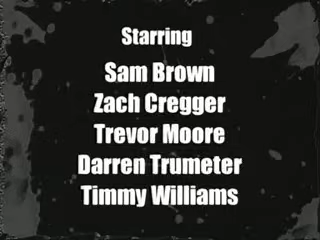 Starring
Sam Brown
Zach Cregger
Trevor Moore
Darren Trumeter
Timmy Williams